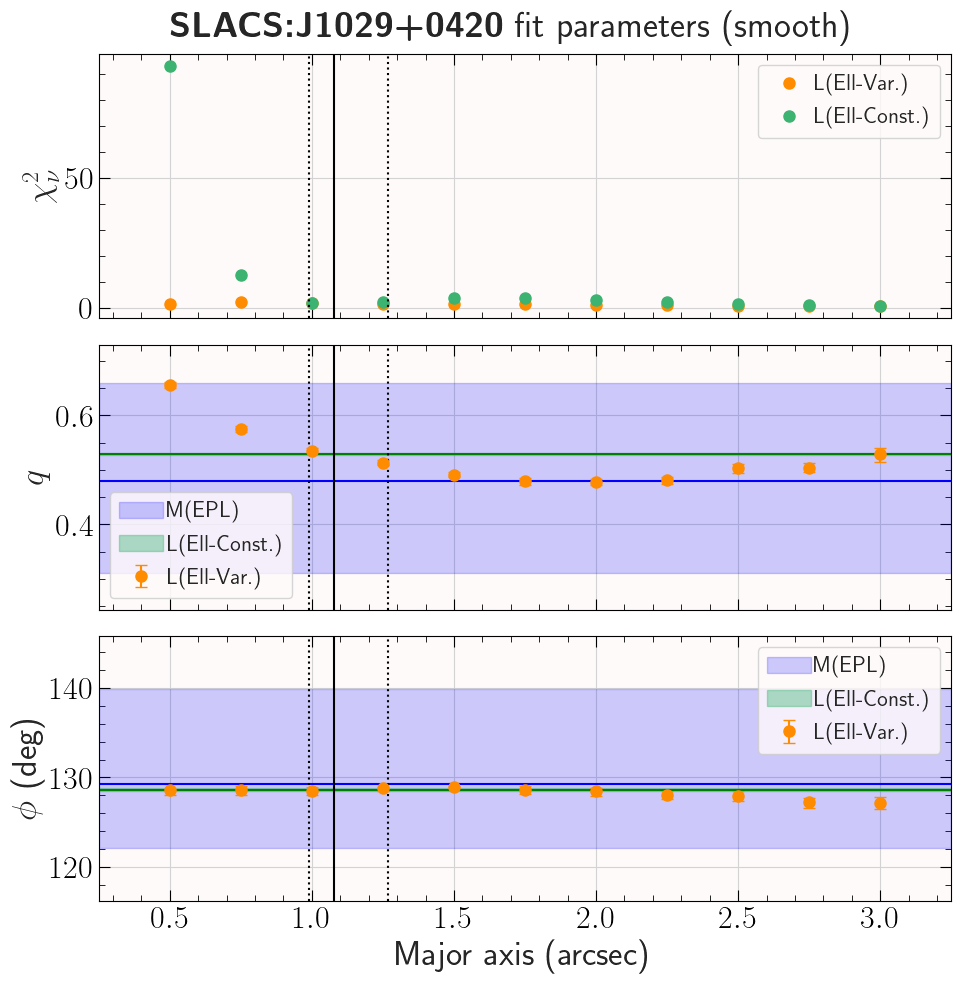 SLACS:J1029+0420 fit parameters (smooth)
L(Ell-Var.)
L(Ell-Const.)
χ²ᵥ
50
0
q
0.6
0.4
M(EPL)
L(Ell-Const.)
L(Ell-Var.)
ϕ (deg)
140
130
120
M(EPL)
L(Ell-Const.)
L(Ell-Var.)
0.5 1.0 1.5 2.0 2.5 3.0
Major axis (arcsec)